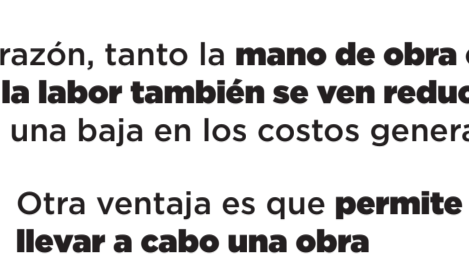 razón, tanto la mano de obra
la labor también se ven reduc
una baja en los costos genera
Otra ventaja es que permite
llevar a cabo una obra